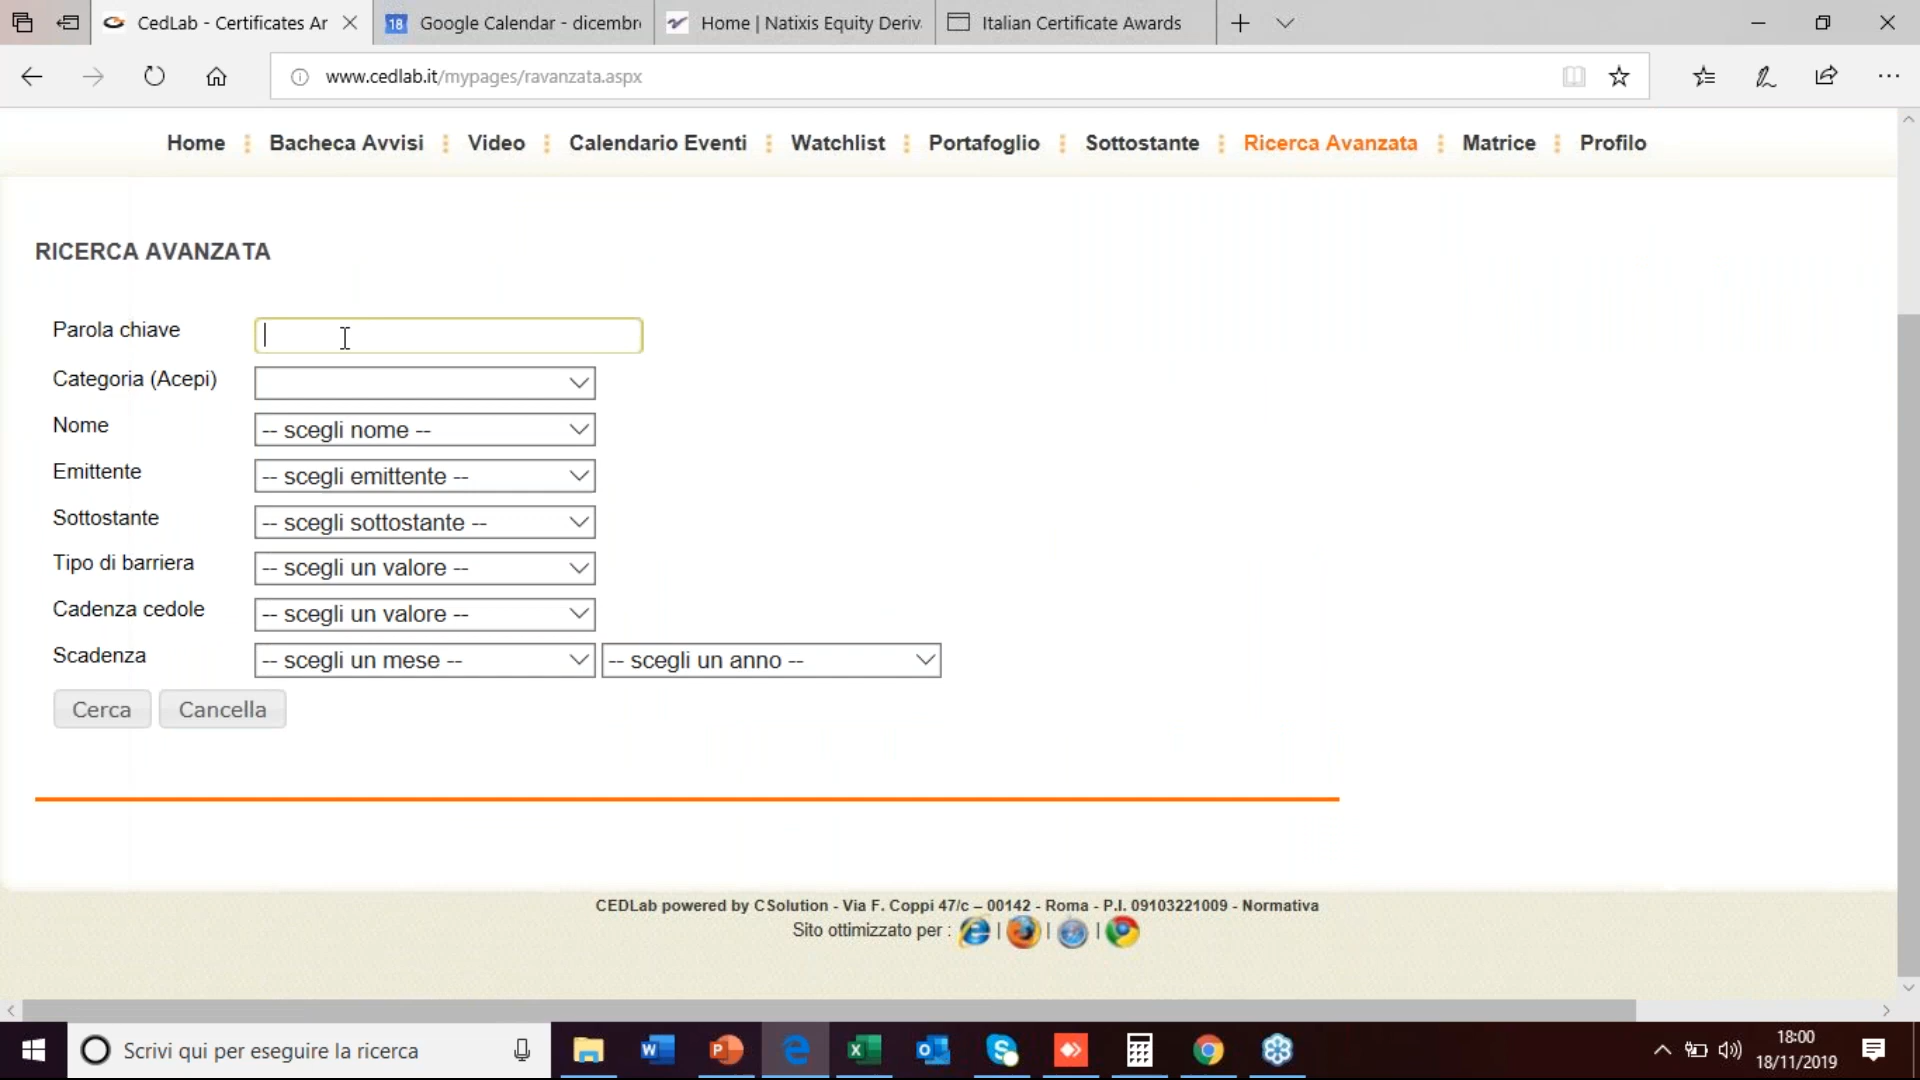 CedLab - Certificates Ar
18
Google Calendar - dicembre
Home | Natixis Equity Deriv
Italian Certificate Awards
www.cedlab.it/mypages/ravanzata.aspx
Home
Bacheca Avvisi
Video
Calendario Eventi
Watchlist
Portafoglio
Sottostante
Ricerca Avanzata
Matrice
Profilo
RICERCA AVANZATA
Parola chiave
Categoria (Acepi)
Nome
-- scegli nome --
Emittente
-- scegli emittente --
Sottostante
-- scegli sottostante --
Tipo di barriera
-- scegli un valore --
Cadenza cedole
-- scegli un valore --
Scadenza
-- scegli un mese --
-- scegli un anno --
Cerca
Cancella
CEDLab powered by CSolution - Via F. Coppi 47/c – 00142 - Roma - P.I. 09103221009 - Normativa
Sito ottimizzato per :
Scrivi qui per eseguire la ricerca
18:00
18/11/2019